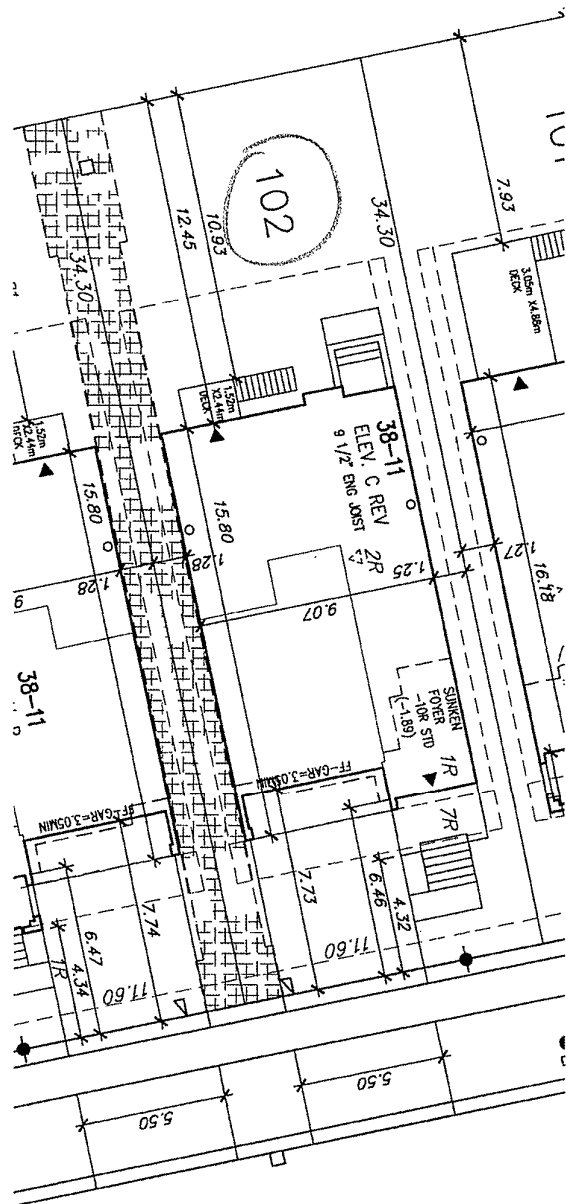 102
34.30
7.93
12.45
10.93
34.30
3.05m X4.88m
DECK
1.52m
X2.44m
DECK
1.52m
X2.44m
DECK
38-11
ELEV. C REV
9 1/2" ENG JOIST
2R
15.80
15.80
1.28
1.28
1.25
1.27
16.18
9.07
38-11
SUNKEN
FOYER
-10R STD
(-1.89)
1R
7R
FF-GAR=3.05MIN
FF-GAR=3.05MIN
7.73
6.46
4.32
11.60
7.74
6.47
4.34
1R
11.60
5.50
5.50